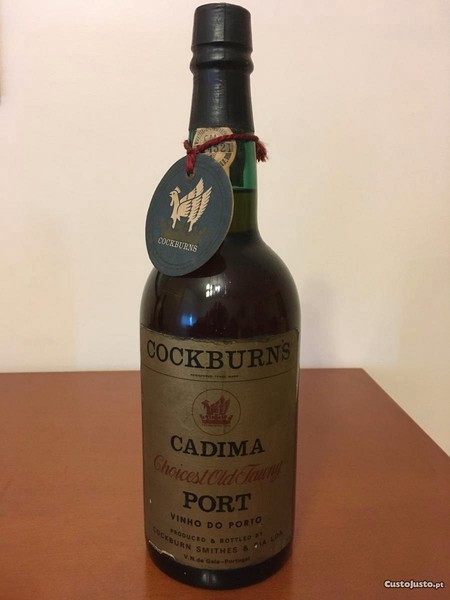 COCKBURNS
COCKBURN'S
CADIMA
Choicest Old Tawny
PORT
VINHO DO PORTO
PRODUCED & BOTTLED BY
COCKBURN SMITHES & CIA. LDA.
V. N. de Gaia - Portugal
CustoJusto.pt